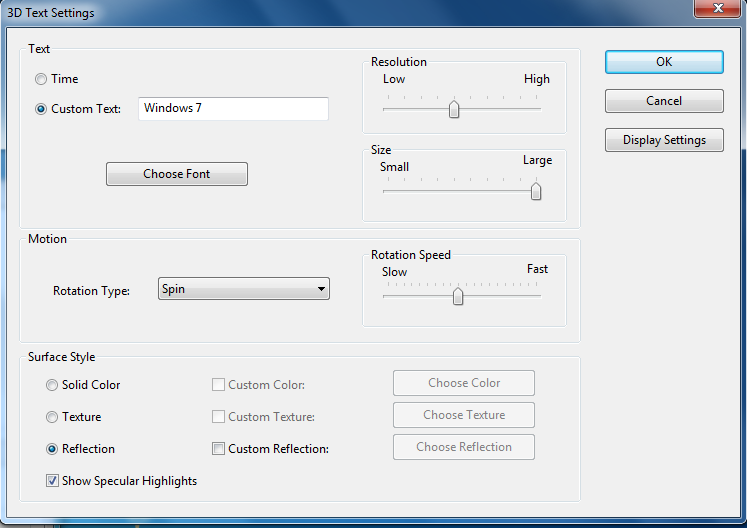 3D Text Settings
Text
Time
Custom Text: Windows 7
Choose Font
Resolution
Low High
Size
Small Large
OK
Cancel
Display Settings
Motion
Rotation Type: Spin
Rotation Speed
Slow Fast
Surface Style
Solid Color Custom Color: Choose Color
Texture Custom Texture: Choose Texture
Reflection Custom Reflection: Choose Reflection
Show Specular Highlights